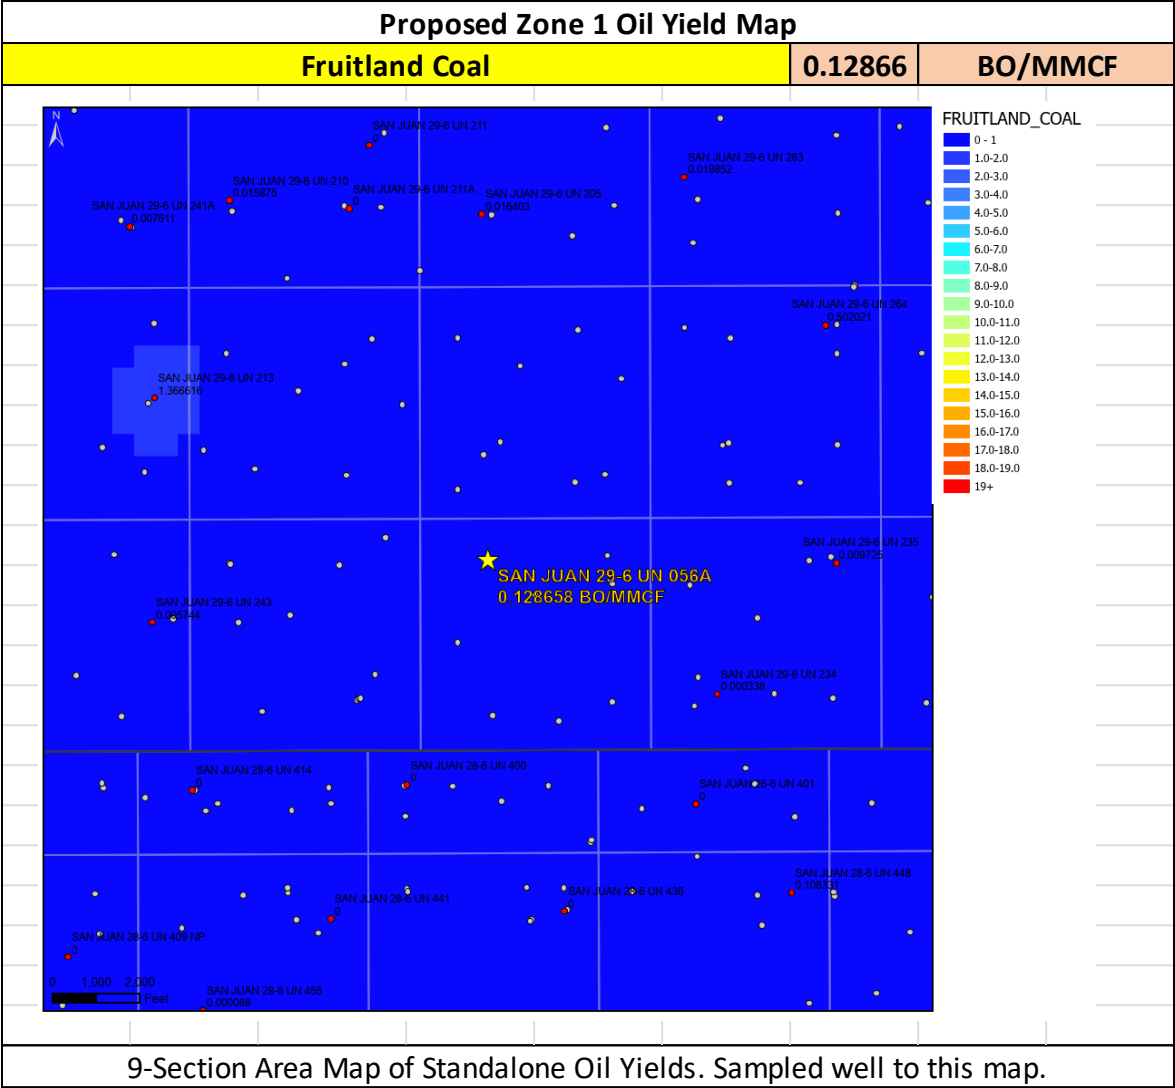 Proposed Zone 1 Oil Yield Map
Fruitland Coal 0.12866 BO/MMCF
N
FRUITLAND_COAL
0 - 1
1.0-2.0
2.0-3.0
3.0-4.0
4.0-5.0
5.0-6.0
6.0-7.0
7.0-8.0
8.0-9.0
9.0-10.0
10.0-11.0
11.0-12.0
12.0-13.0
13.0-14.0
14.0-15.0
15.0-16.0
16.0-17.0
17.0-18.0
18.0-19.0
19+
SAN JUAN 29-6 UN 211
0
SAN JUAN 29-6 UN 263
0.019852
SAN JUAN 29-6 UN 210
0.015875
SAN JUAN 29-6 UN 211A
0
SAN JUAN 29-6 UN 205
0.016403
SAN JUAN 29-6 UN 241A
0.007611
SAN JUAN 29-6 UN 264
0.502021
SAN JUAN 29-6 UN 213
1.366616
SAN JUAN 29-6 UN 235
0.009725
SAN JUAN 29-6 UN 056A
0.128658 BO/MMCF
SAN JUAN 29-6 UN 243
SAN JUAN 29-6 UN 234
0.000338
SAN JUAN 28-6 UN 414
0
SAN JUAN 28-6 UN 400
0
SAN JUAN 28-6 UN 401
0
SAN JUAN 28-6 UN 448
0.108331
SAN JUAN 28-6 UN 441
0
SAN JUAN 28-6 UN 436
0
SAN JUAN 28-6 UN 409 NP
0
SAN JUAN 28-6 UN 455
0.000088
0 1,000 2,000
Feet
9-Section Area Map of Standalone Oil Yields. Sampled well to this map.